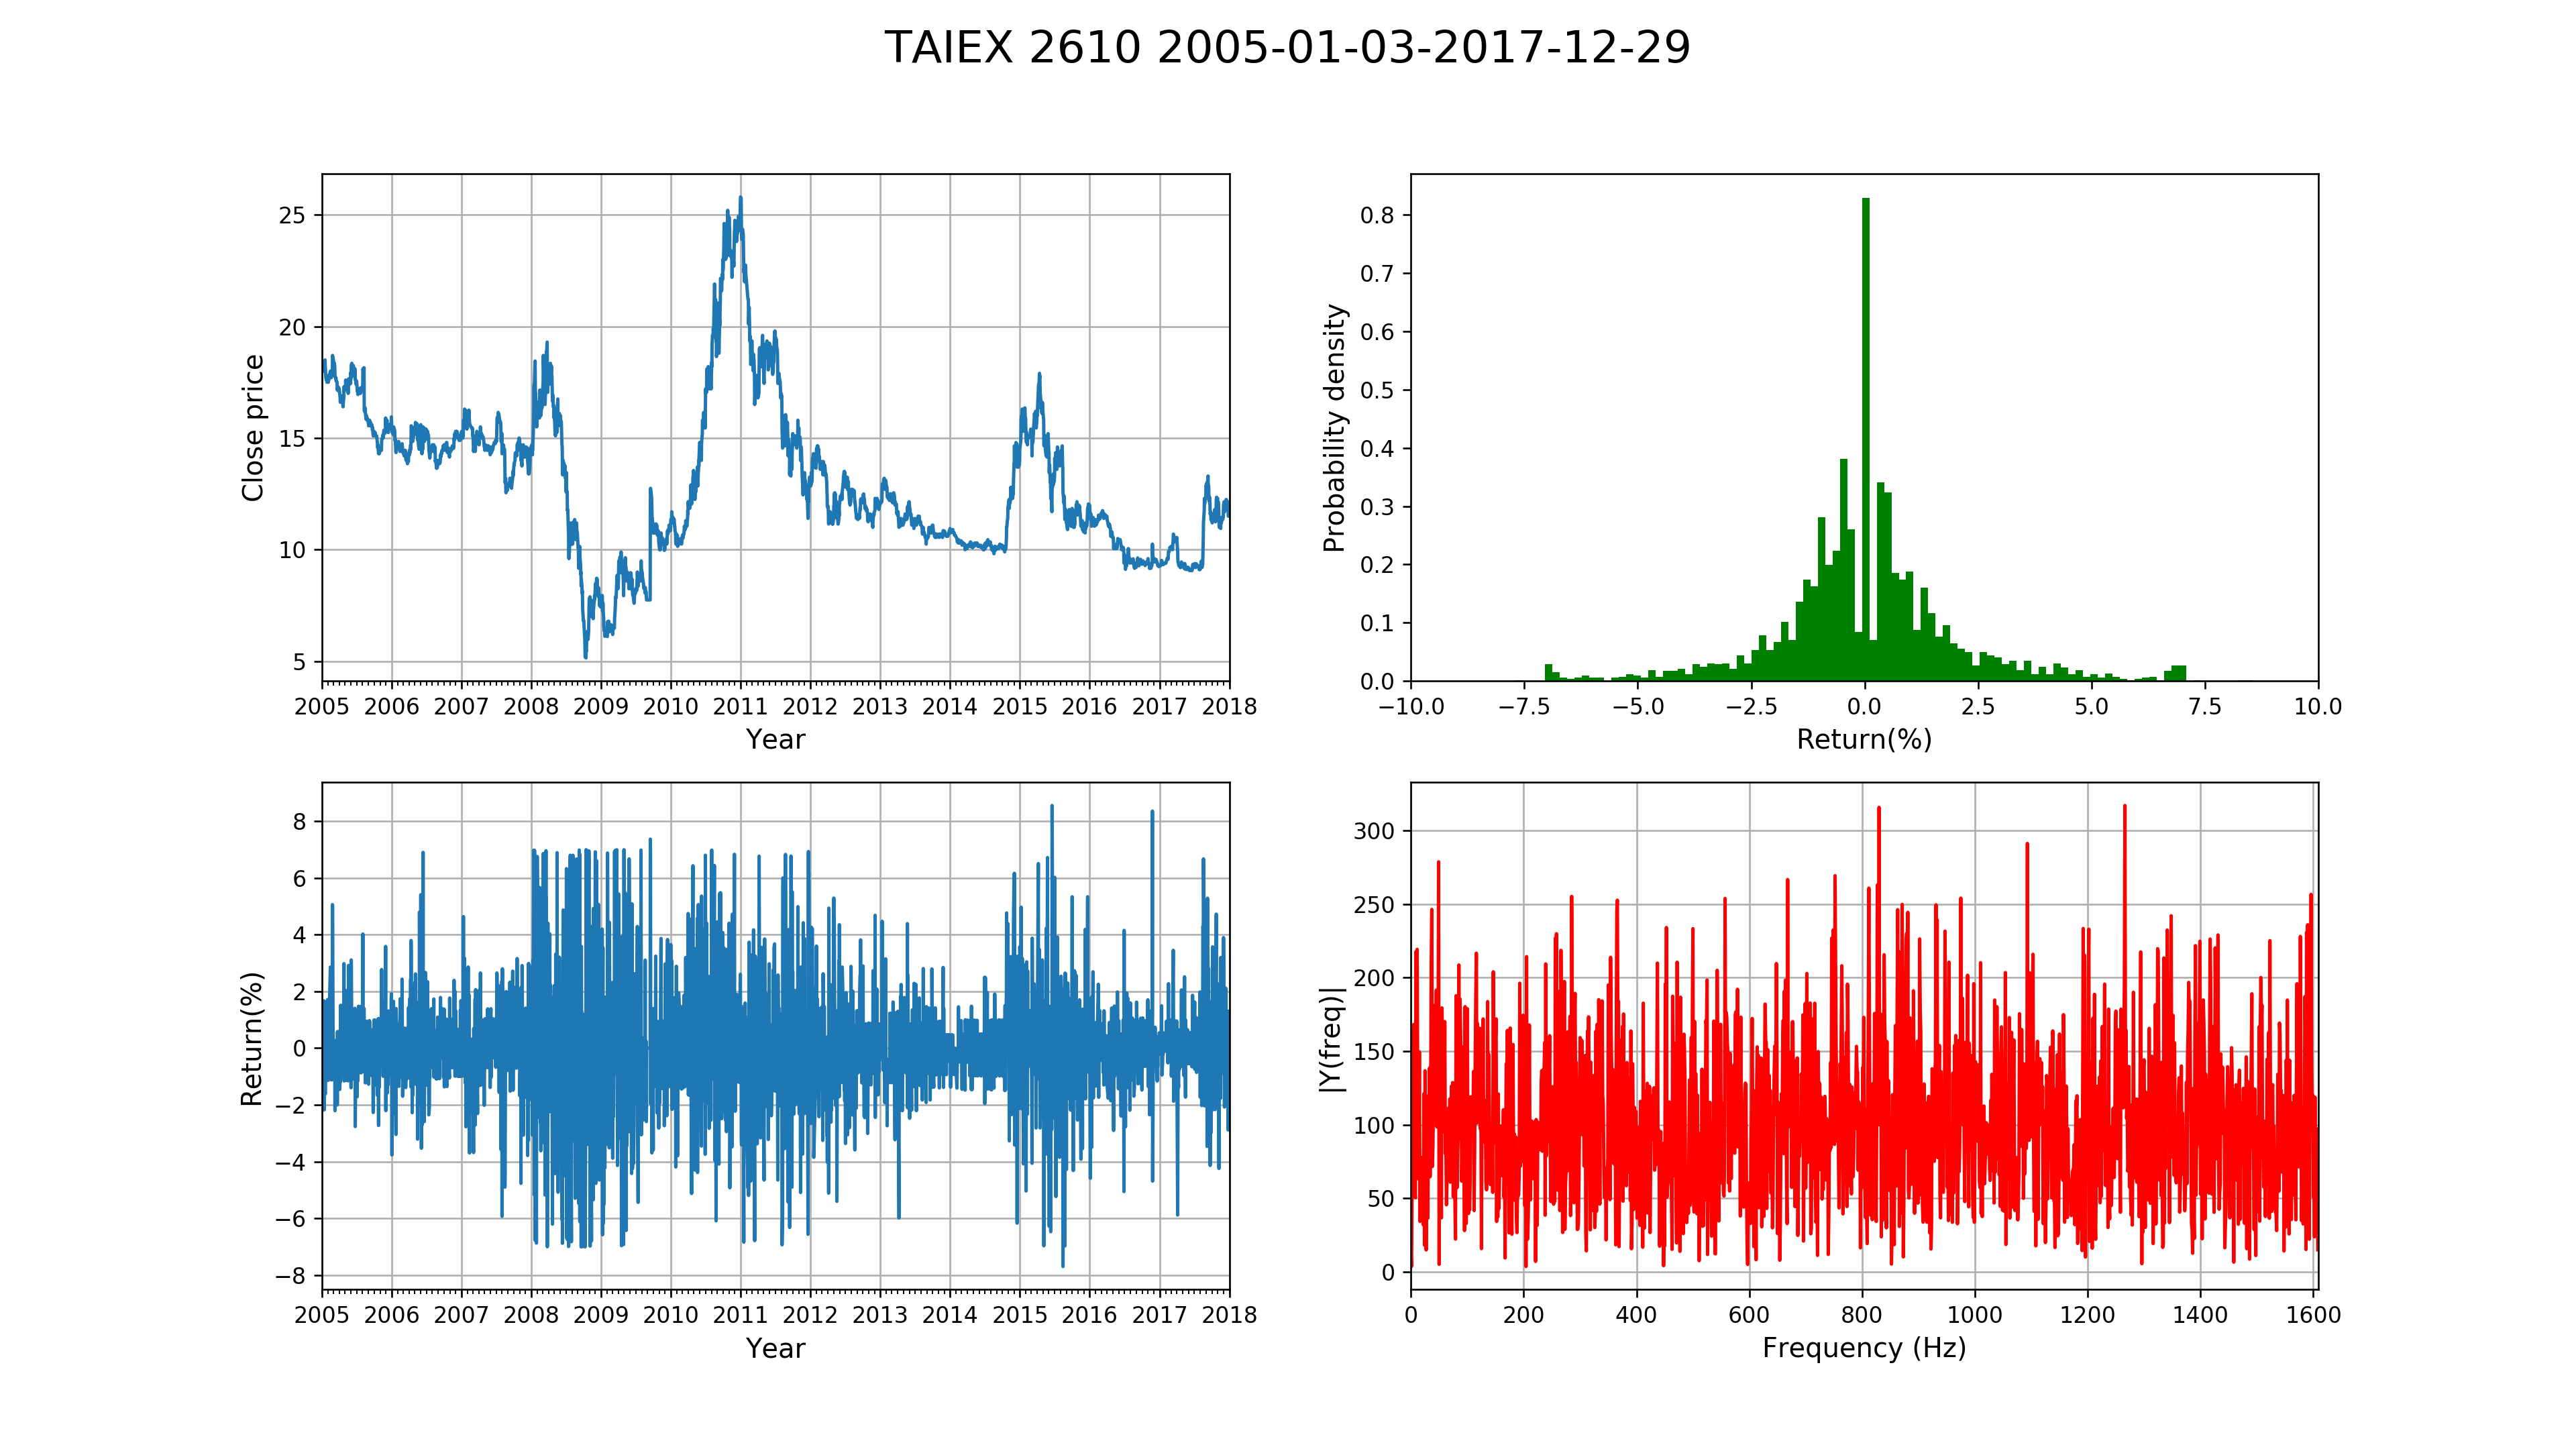 TAIEX 2610 2005-01-03-2017-12-29
Close price
25
20
15
10
5
2005 2006 2007 2008 2009 2010 2011 2012 2013 2014 2015 2016 2017 2018
Year
Probability density
0.8
0.7
0.6
0.5
0.4
0.3
0.2
0.1
0.0
−10.0 −7.5 −5.0 −2.5 0.0 2.5 5.0 7.5 10.0
Return(%)
Return(%)
8
6
4
2
0
−2
−4
−6
−8
2005 2006 2007 2008 2009 2010 2011 2012 2013 2014 2015 2016 2017 2018
Year
|Y(freq)|
300
250
200
150
100
50
0
0 200 400 600 800 1000 1200 1400 1600
Frequency (Hz)